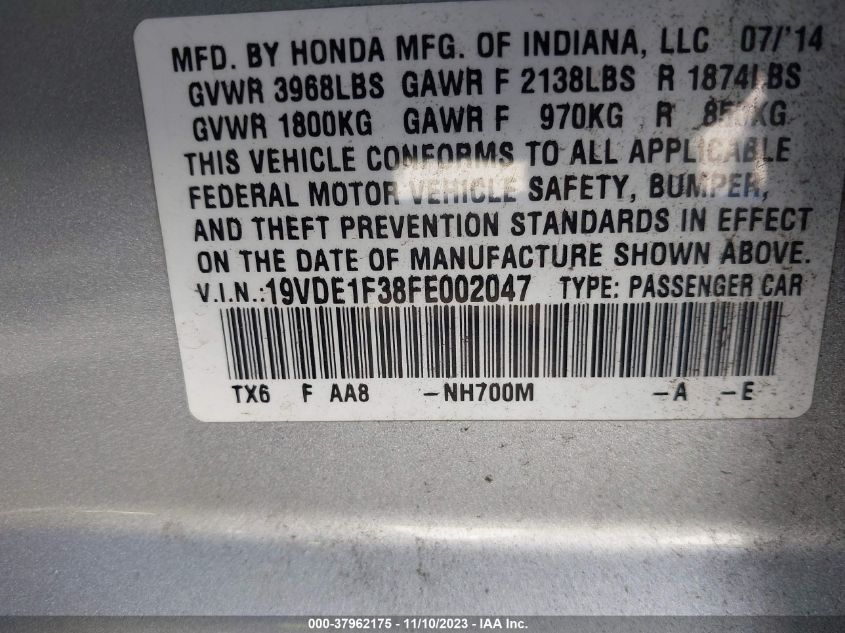 MFD. BY HONDA MFG. OF INDIANA, LLC 07/'14
GVWR 3968LBS GAWR F 2138LBS R 1874LBS
GVWR 1800KG GAWR F 970KG R 850KG
THIS VEHICLE CONFORMS TO ALL APPLICABLE
FEDERAL MOTOR VEHICLE SAFETY, BUMPER,
AND THEFT PREVENTION STANDARDS IN EFFECT
ON THE DATE OF MANUFACTURE SHOWN ABOVE.
V.I.N.:19VDE1F38FE002047 TYPE: PASSENGER CAR
TX6 F AA8 -NH700M -A -E
000-37962175 - 11/10/2023 - IAA Inc.